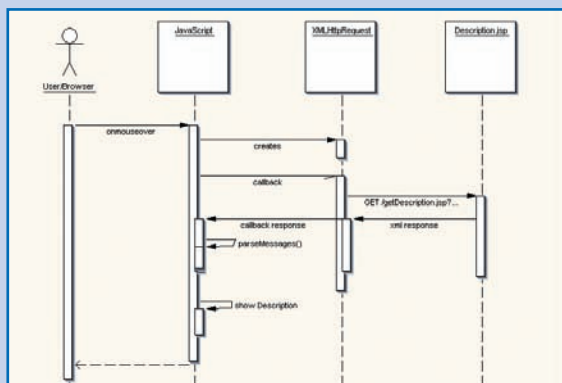 JavaScript
XMLHttpRequest
Description.jsp
User/Browser
onmouseover
creates
callback
GET /getDescription.jsp?...
callback response
xml response
parseMessages()
show Description